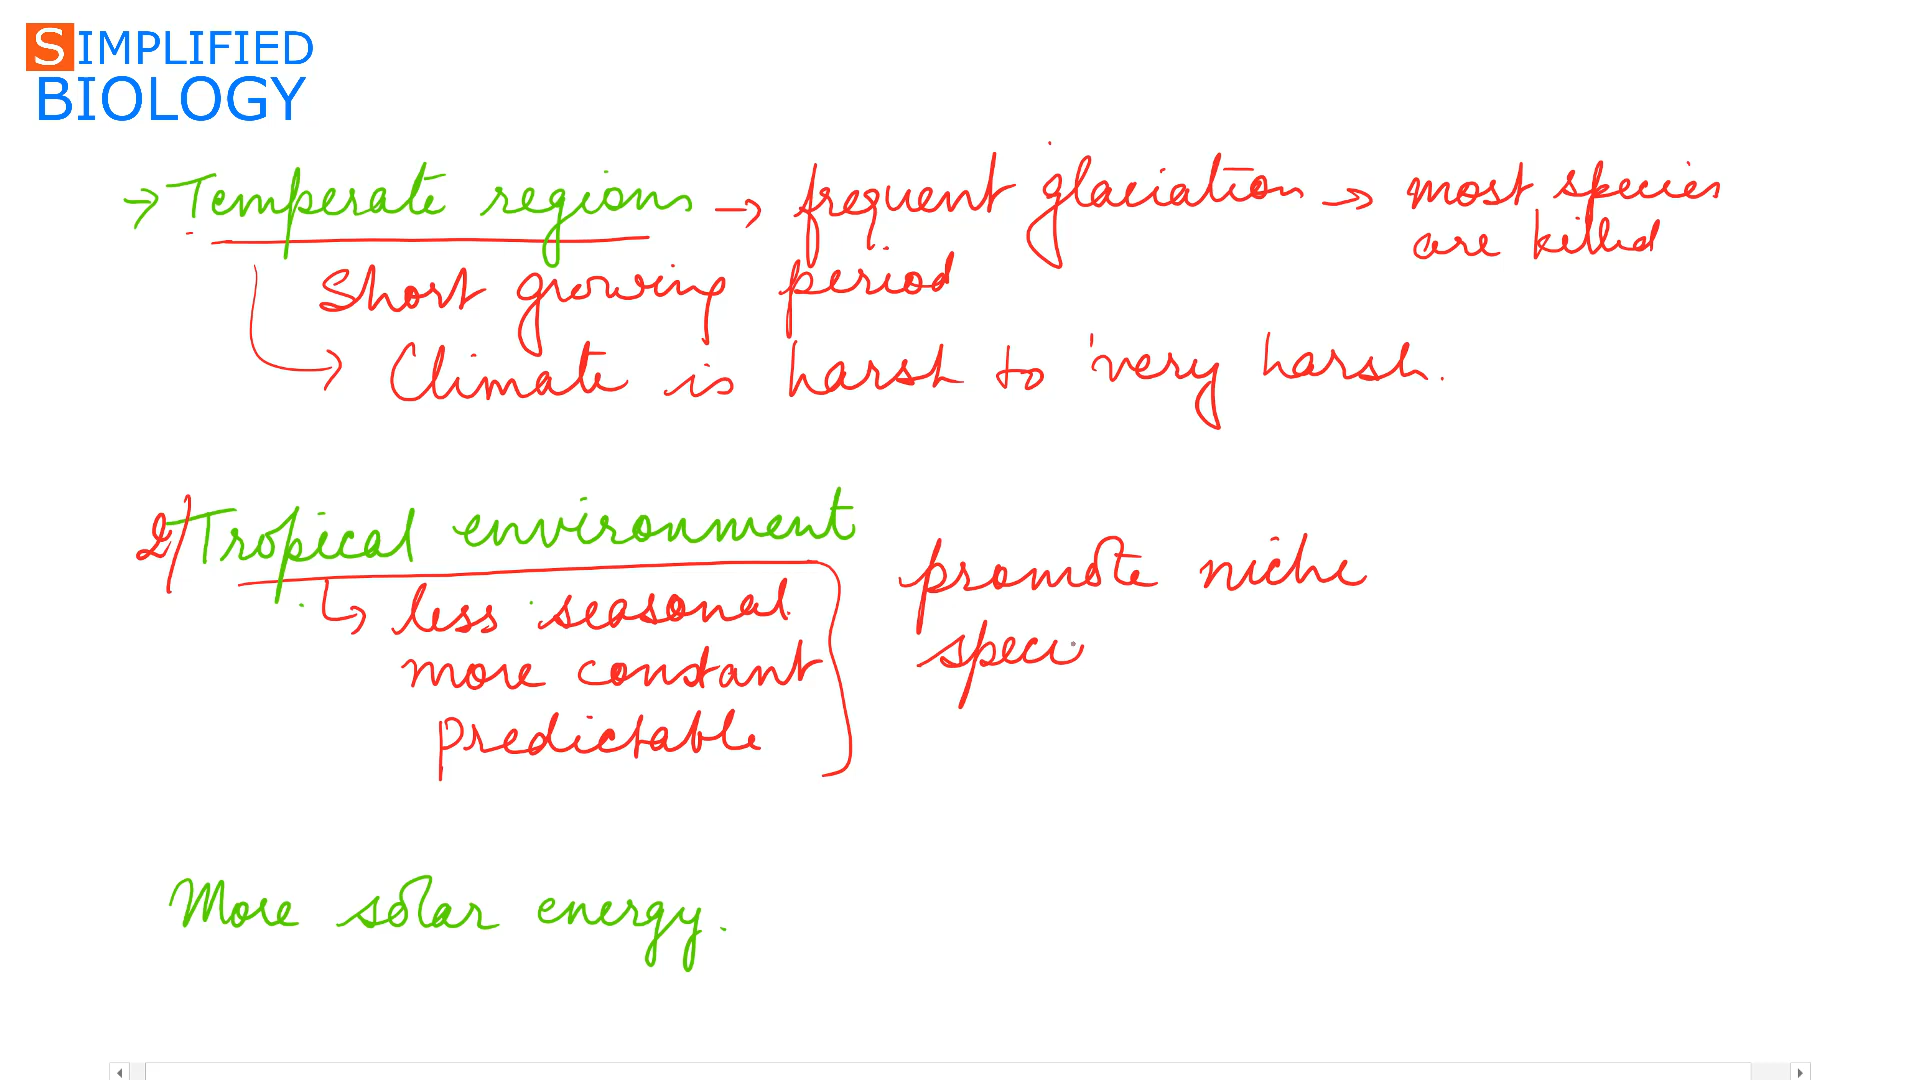 SIMPLIFIED
BIOLOGY
→ Temperate regions → frequent glaciation → most species
are killed
Short growing period
→ Climate is harsh to very harsh.
2) Tropical environment
↳ less seasonal
more constant
predictable
promote niche
speci
More solar energy.